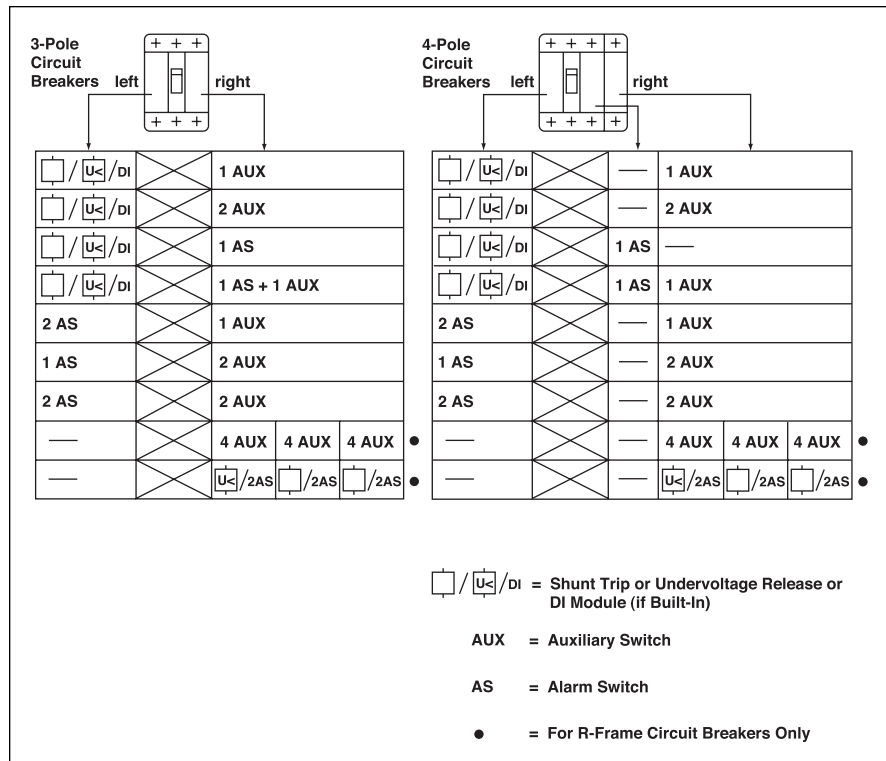 3-Pole
Circuit
Breakers left right
4-Pole
Circuit
Breakers left right
/ U< / DI 1 AUX
/ U< / DI 2 AUX
/ U< / DI 1 AS
/ U< / DI 1 AS + 1 AUX
2 AS 1 AUX
1 AS 2 AUX
2 AS 2 AUX
— 4 AUX 4 AUX 4 AUX ●
— U< /2AS /2AS /2AS ●
/ U< / DI — 1 AUX
/ U< / DI — 2 AUX
/ U< / DI 1 AS —
/ U< / DI 1 AS 1 AUX
2 AS — 1 AUX
1 AS — 2 AUX
2 AS — 2 AUX
— — 4 AUX 4 AUX 4 AUX ●
— — U< /2AS /2AS /2AS ●
/ U< / DI = Shunt Trip or Undervoltage Release or
DI Module (if Built-In)
AUX = Auxiliary Switch
AS = Alarm Switch
● = For R-Frame Circuit Breakers Only